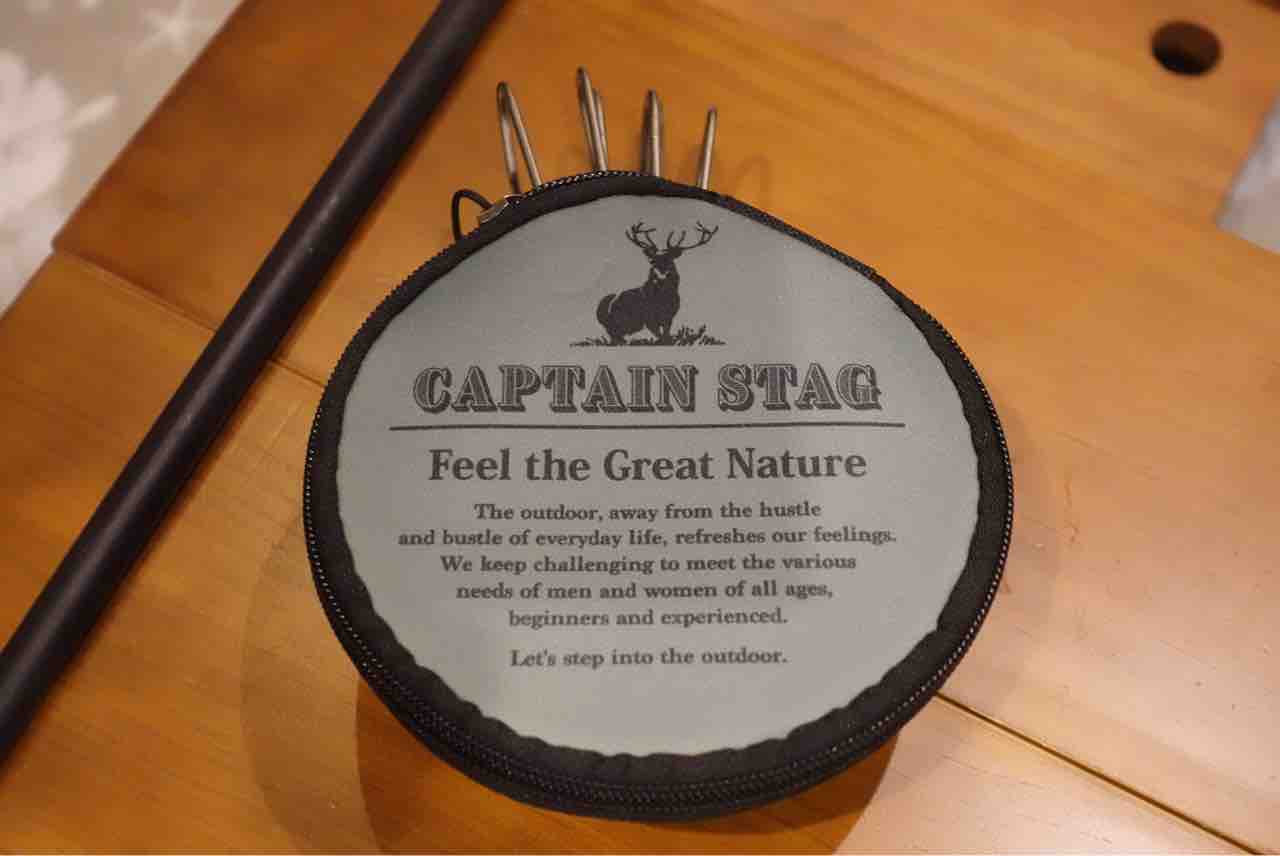 CAPTAIN STAG
Feel the Great Nature
The outdoor, away from the hustle
and bustle of everyday life, refreshes our feelings.
We keep challenging to meet the various
needs of men and women of all ages,
beginners and experienced.
Let's step into the outdoor.